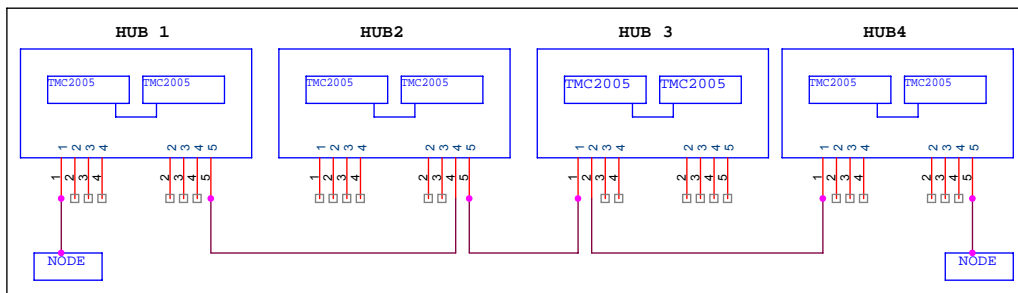 HUB 1 HUB2 HUB 3 HUB4
TMC2005 TMC2005 TMC2005 TMC2005 TMC2005 TMC2005 TMC2005 TMC2005
1 2 3 4 2 3 4 5 1 2 3 4 2 3 4 5 1 2 3 4 2 3 4 5 1 2 3 4 2 3 4 5
1 2 3 4 2 3 4 5 1 2 3 4 2 3 4 5 1 2 3 4 2 3 4 5 1 2 3 4 2 3 4 5
NODE NODE